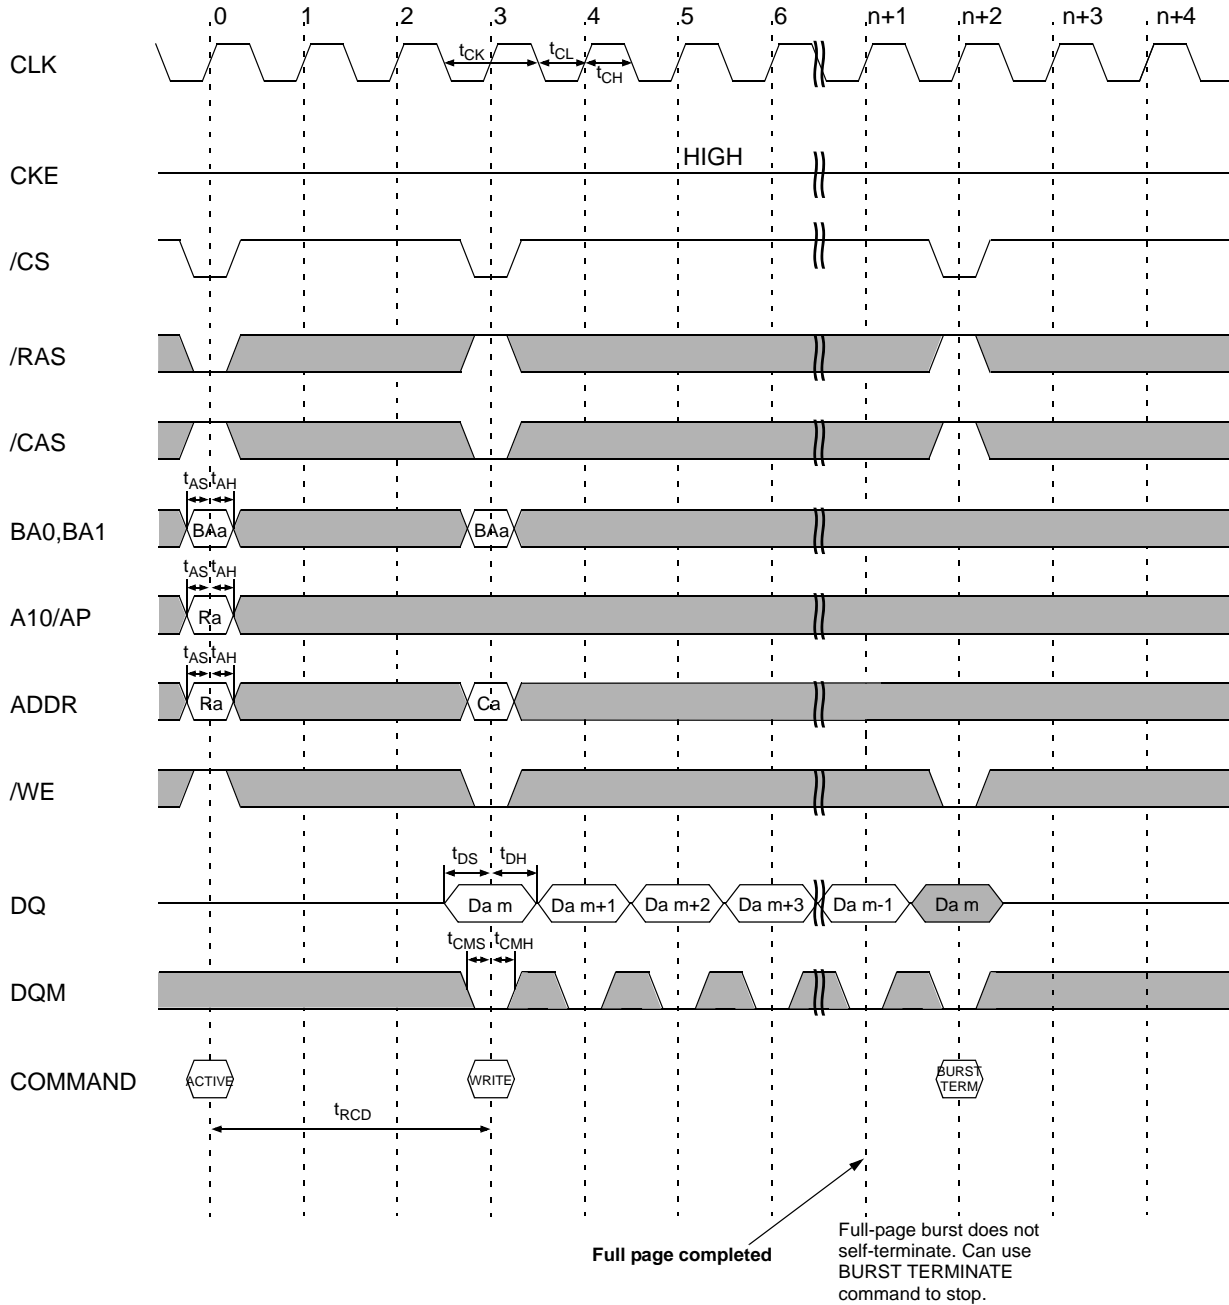 0 1 2 3 4 5 6 n+1 n+2 n+3 n+4
CLK tCK tCL tCH
CKE HIGH
/CS
/RAS
/CAS
tAS tAH
BA0,BA1 BAa BAa
tAS tAH
A10/AP Ra
tAS tAH
ADDR Ra Ca
/WE
tDS tDH
DQ Da m Da m+1 Da m+2 Da m+3 Da m-1 Da m
tCMS tCMH
DQM
COMMAND ACTIVE WRITE BURST TERM
tRCD
Full page completed
Full-page burst does not
self-terminate. Can use
BURST TERMINATE
command to stop.